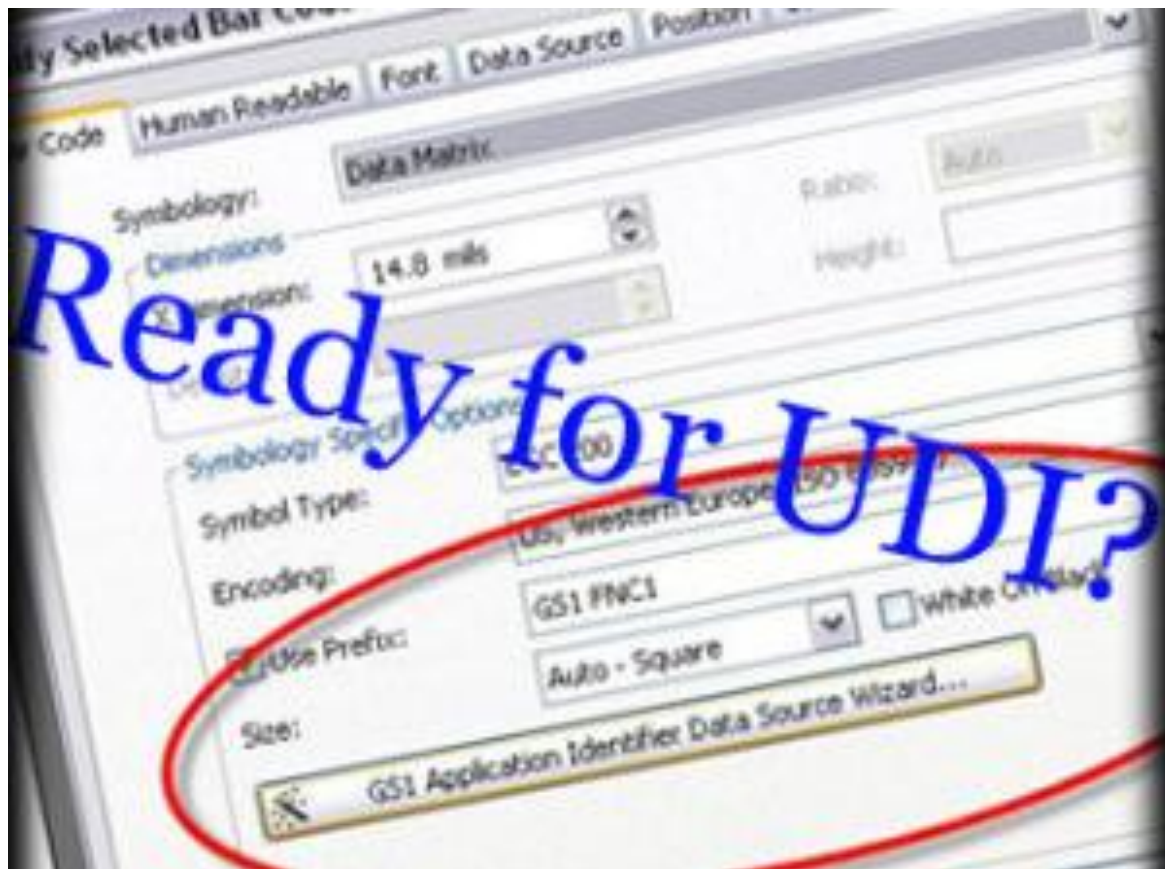 Selected Bar
Code Human Readable Font Data Source Position
Symbology: Data Matrix
Dimensions
X Dimension: 14.8 mils Ratio: Auto
Height:
Ready for UDI?
Symbology Specific Options
Symbol Type:
Encoding: US, Western Europe
Use Prefix: GS1 FNC1
Size: Auto - Square White On Black
GS1 Application Identifier Data Source Wizard...